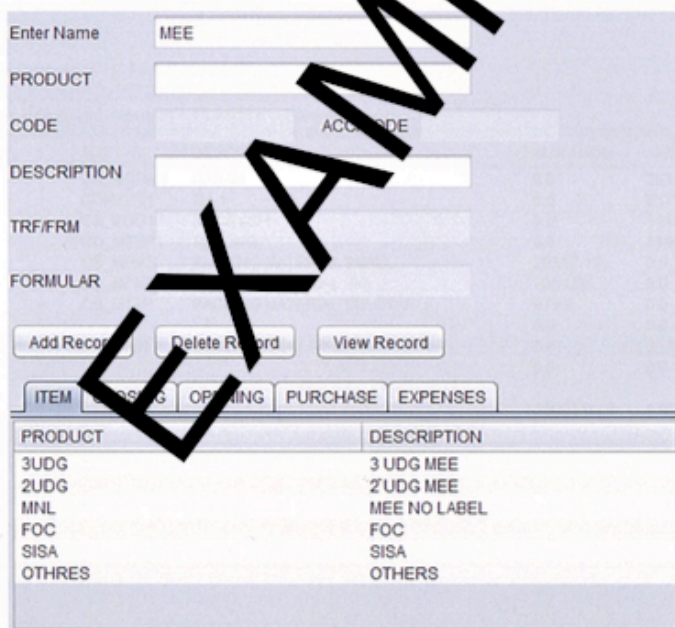 Enter Name MEE
PRODUCT
CODE
DESCRIPTION
TRF/FRM
FORMULAR
Add Record Delete Record View Record
ITEM OPENING PURCHASE EXPENSES
PRODUCT DESCRIPTION
3UDG 3 UDG MEE
2UDG 2 UDG MEE
MNL MEE NO LABEL
FOC FOC
SISA SISA
OTHRES OTHERS